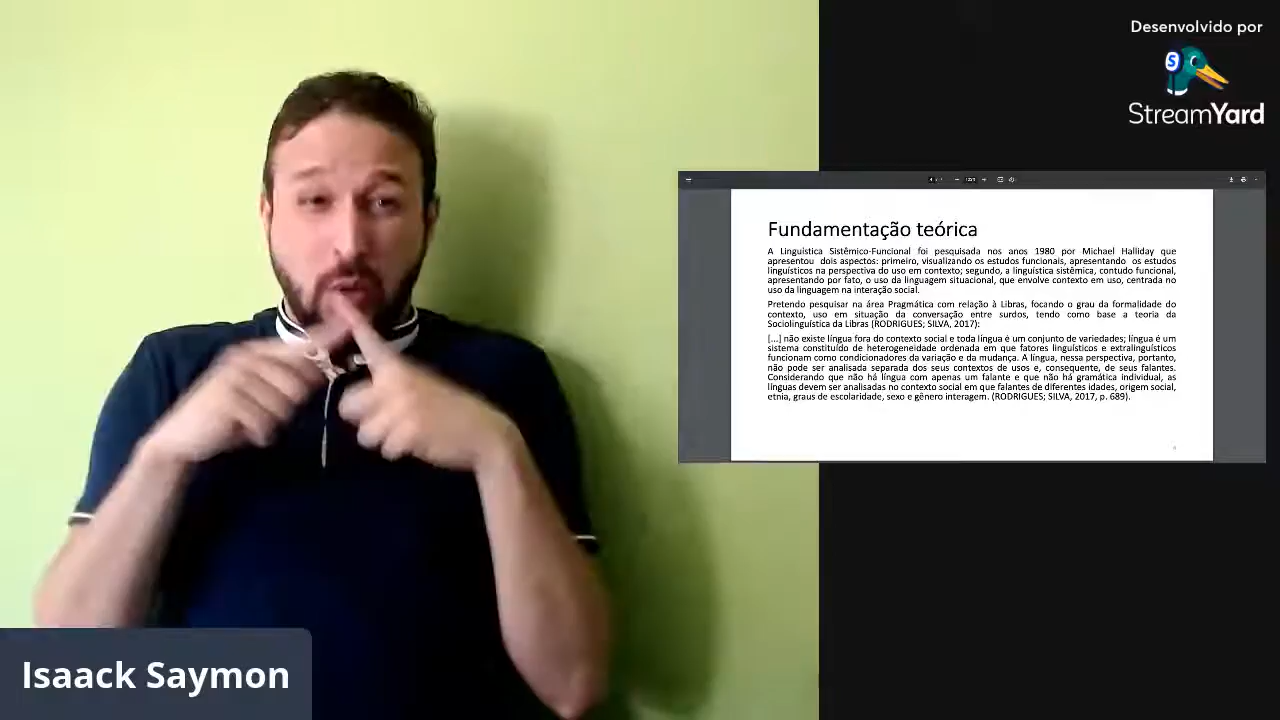 Desenvolvido por
StreamYard
Fundamentação teórica
A Linguística Sistêmico-Funcional foi pesquisada nos anos 1980 por Michael Halliday que
apresentou dois aspectos: primeiro, visualizando os estudos funcionais, apresentando os estudos
linguísticos na perspectiva do uso em contexto; segundo, a linguística sistêmica, contudo funcional,
apresentando por fato, o uso da linguagem situacional, que envolve contexto em uso, centrada no
uso da linguagem na interação social.
Pretendo pesquisar na área Pragmática com relação à Libras, focando o grau da formalidade do
contexto, uso em situação da conversação entre surdos, tendo como base a teoria da
Sociolinguística da Libras (RODRIGUES; SILVA, 2017):
[...] não existe língua fora do contexto social e toda língua é um conjunto de variedades; língua é um
sistema constituído de heterogeneidade ordenada em que fatores linguísticos e extralinguísticos
funcionam como condicionadores da variação e da mudança. A língua, nessa perspectiva, portanto,
não pode ser analisada separada dos seus contextos de usos e, consequente, de seus falantes.
Considerando que não há língua com apenas um falante e que não há gramática individual, as
línguas devem ser analisadas no contexto social em que falantes de diferentes idades, origem social,
etnia, graus de escolaridade, sexo e gênero interagem. (RODRIGUES; SILVA, 2017, p. 689).
Isaack Saymon